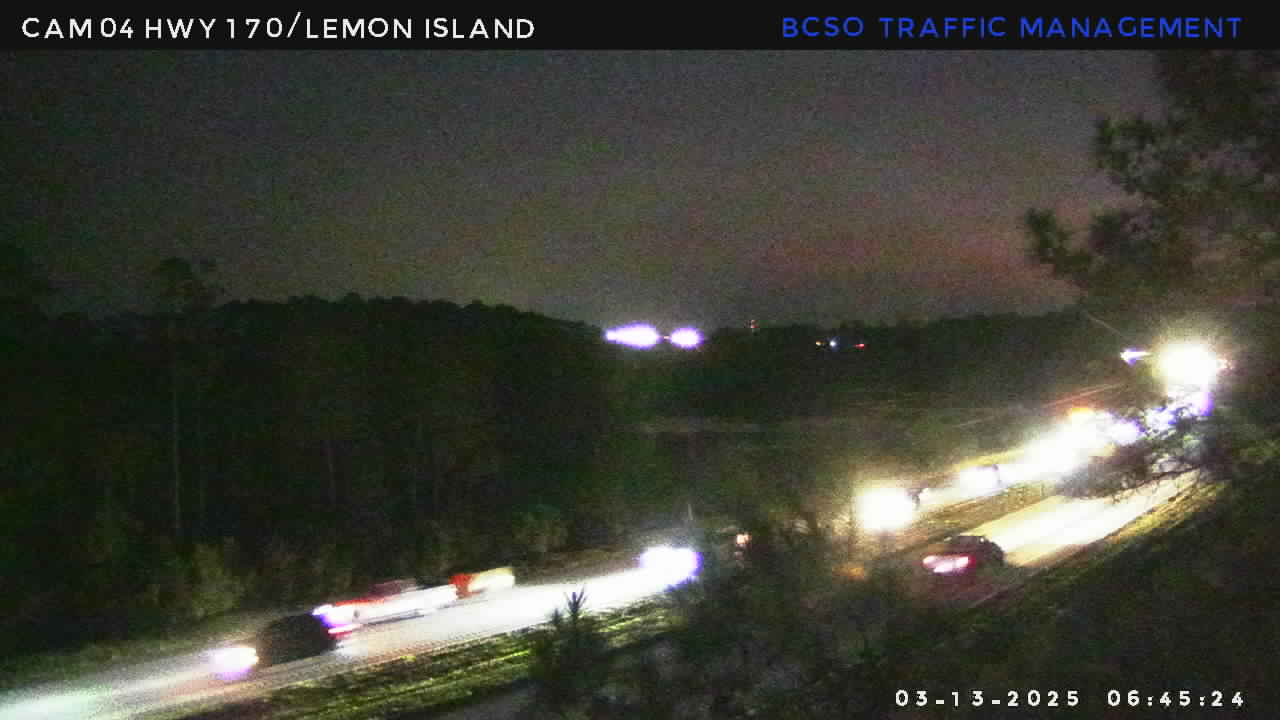 CAM04 HWY 170/LEMON ISLAND
BCSO TRAFFIC MANAGEMENT
03-13-2025 06:45:24